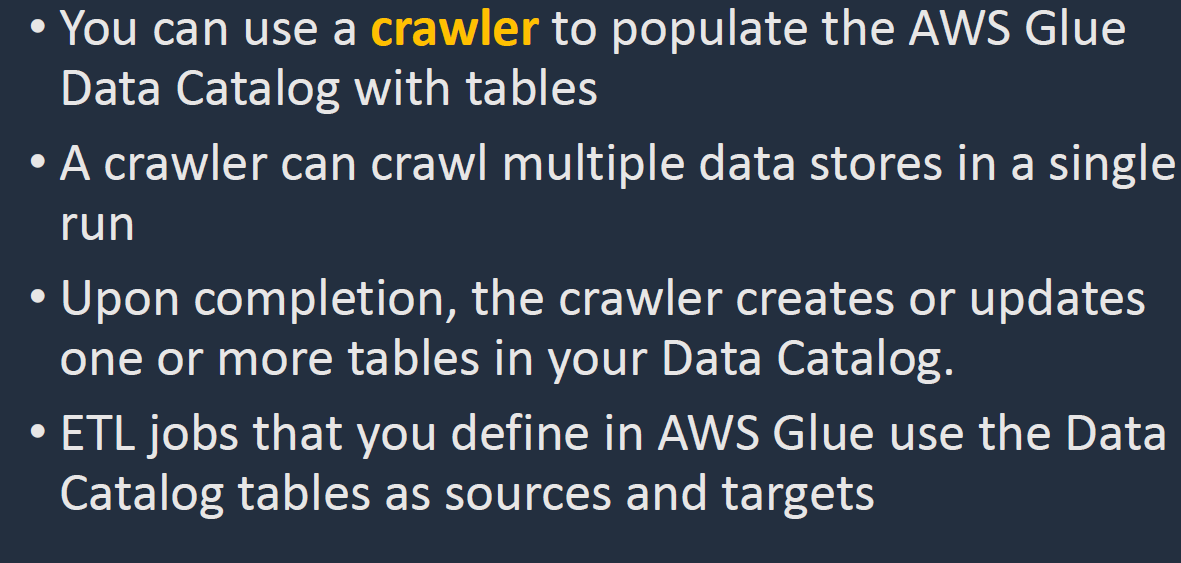 • You can use a crawler to populate the AWS Glue
Data Catalog with tables
• A crawler can crawl multiple data stores in a single
run
• Upon completion, the crawler creates or updates
one or more tables in your Data Catalog.
• ETL jobs that you define in AWS Glue use the Data
Catalog tables as sources and targets